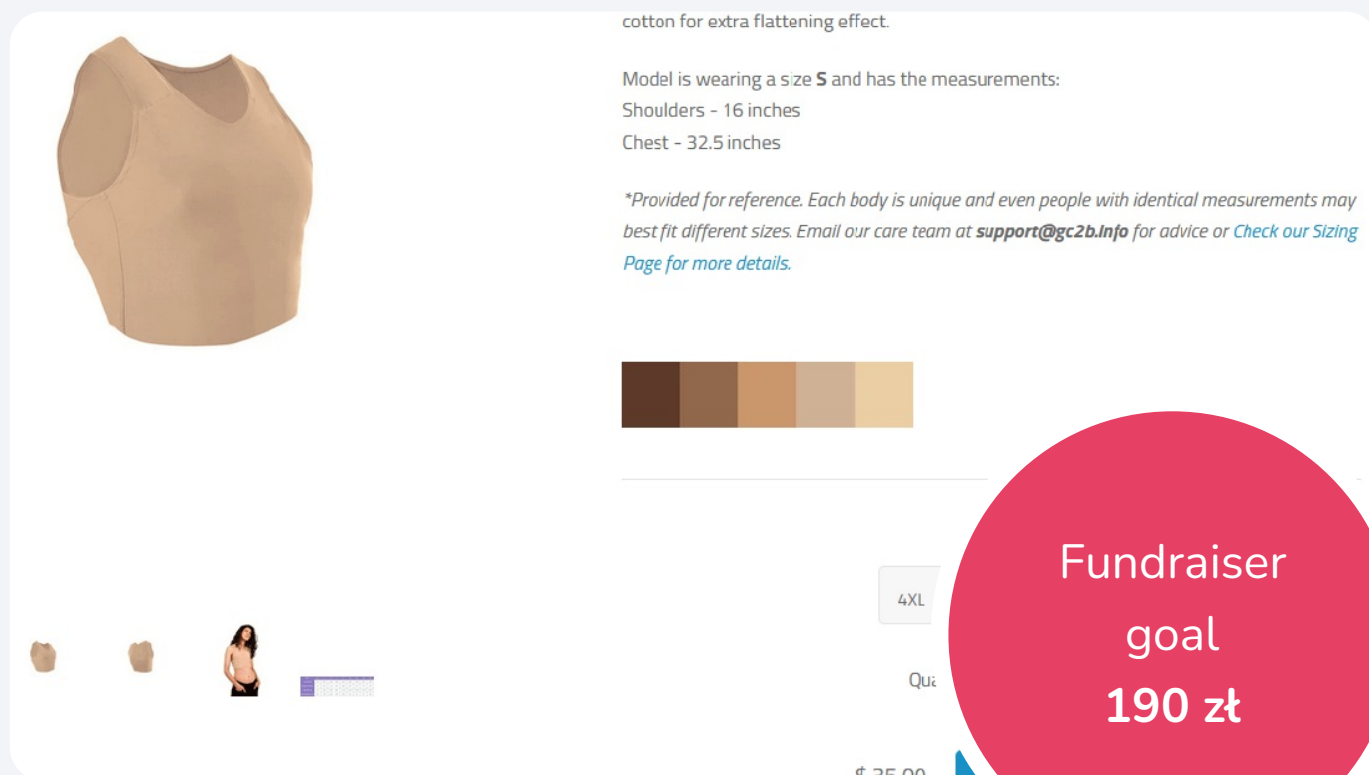 cotton for extra flattening effect.
Model is wearing a size S and has the measurements:
Shoulders - 16 inches
Chest - 32.5 inches
*Provided for reference. Each body is unique and even people with identical measurements may
best fit different sizes. Email our care team at support@gc2b.info for advice or Check our Sizing
Page for more details.
4XL
Fundraiser
goal
190 zł